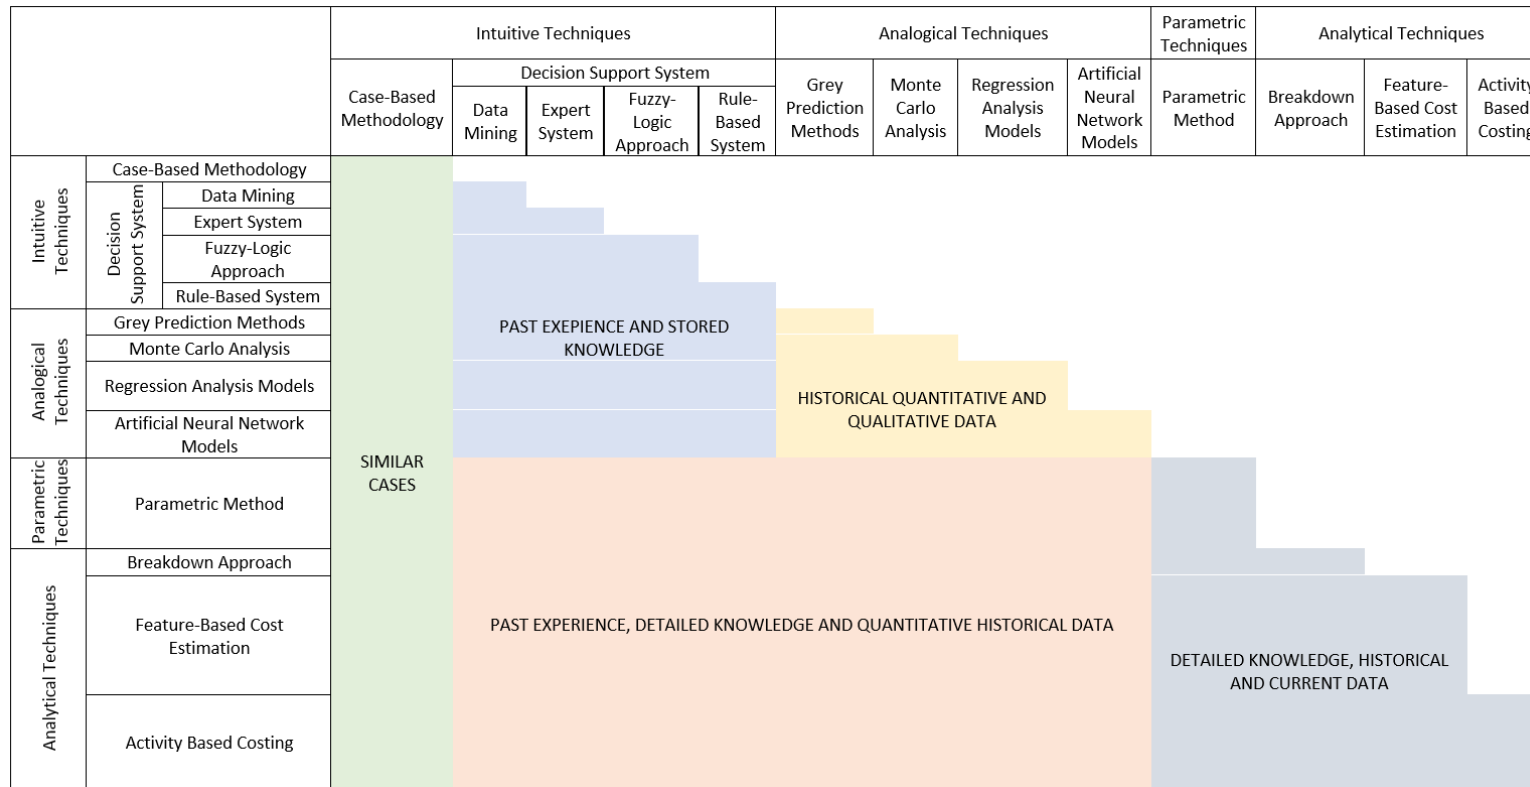 Intuitive Techniques
Analogical Techniques
Parametric
Techniques
Analytical Techniques
Case-Based
Methodology
Decision Support System
Data
Mining
Expert
System
Fuzzy-
Logic
Approach
Rule-
Based
System
Grey
Prediction
Methods
Monte
Carlo
Analysis
Regression
Analysis
Models
Artificial
Neural
Network
Models
Parametric
Method
Breakdown
Approach
Feature-
Based Cost
Estimation
Activity
Based
Costing
Intuitive
Techniques
Case-Based Methodology
Decision
Support System
Data Mining
Expert System
Fuzzy-Logic
Approach
Rule-Based System
Analogical
Techniques
Grey Prediction Methods
Monte Carlo Analysis
Regression Analysis Models
Artificial Neural Network
Models
Parametric
Techniques
Parametric Method
Analytical Techniques
Breakdown Approach
Feature-Based Cost
Estimation
Activity Based Costing
SIMILAR
CASES
PAST EXEPIENCE AND STORED
KNOWLEDGE
HISTORICAL QUANTITATIVE AND
QUALITATIVE DATA
PAST EXPERIENCE, DETAILED KNOWLEDGE AND QUANTITATIVE HISTORICAL DATA
DETAILED KNOWLEDGE, HISTORICAL
AND CURRENT DATA